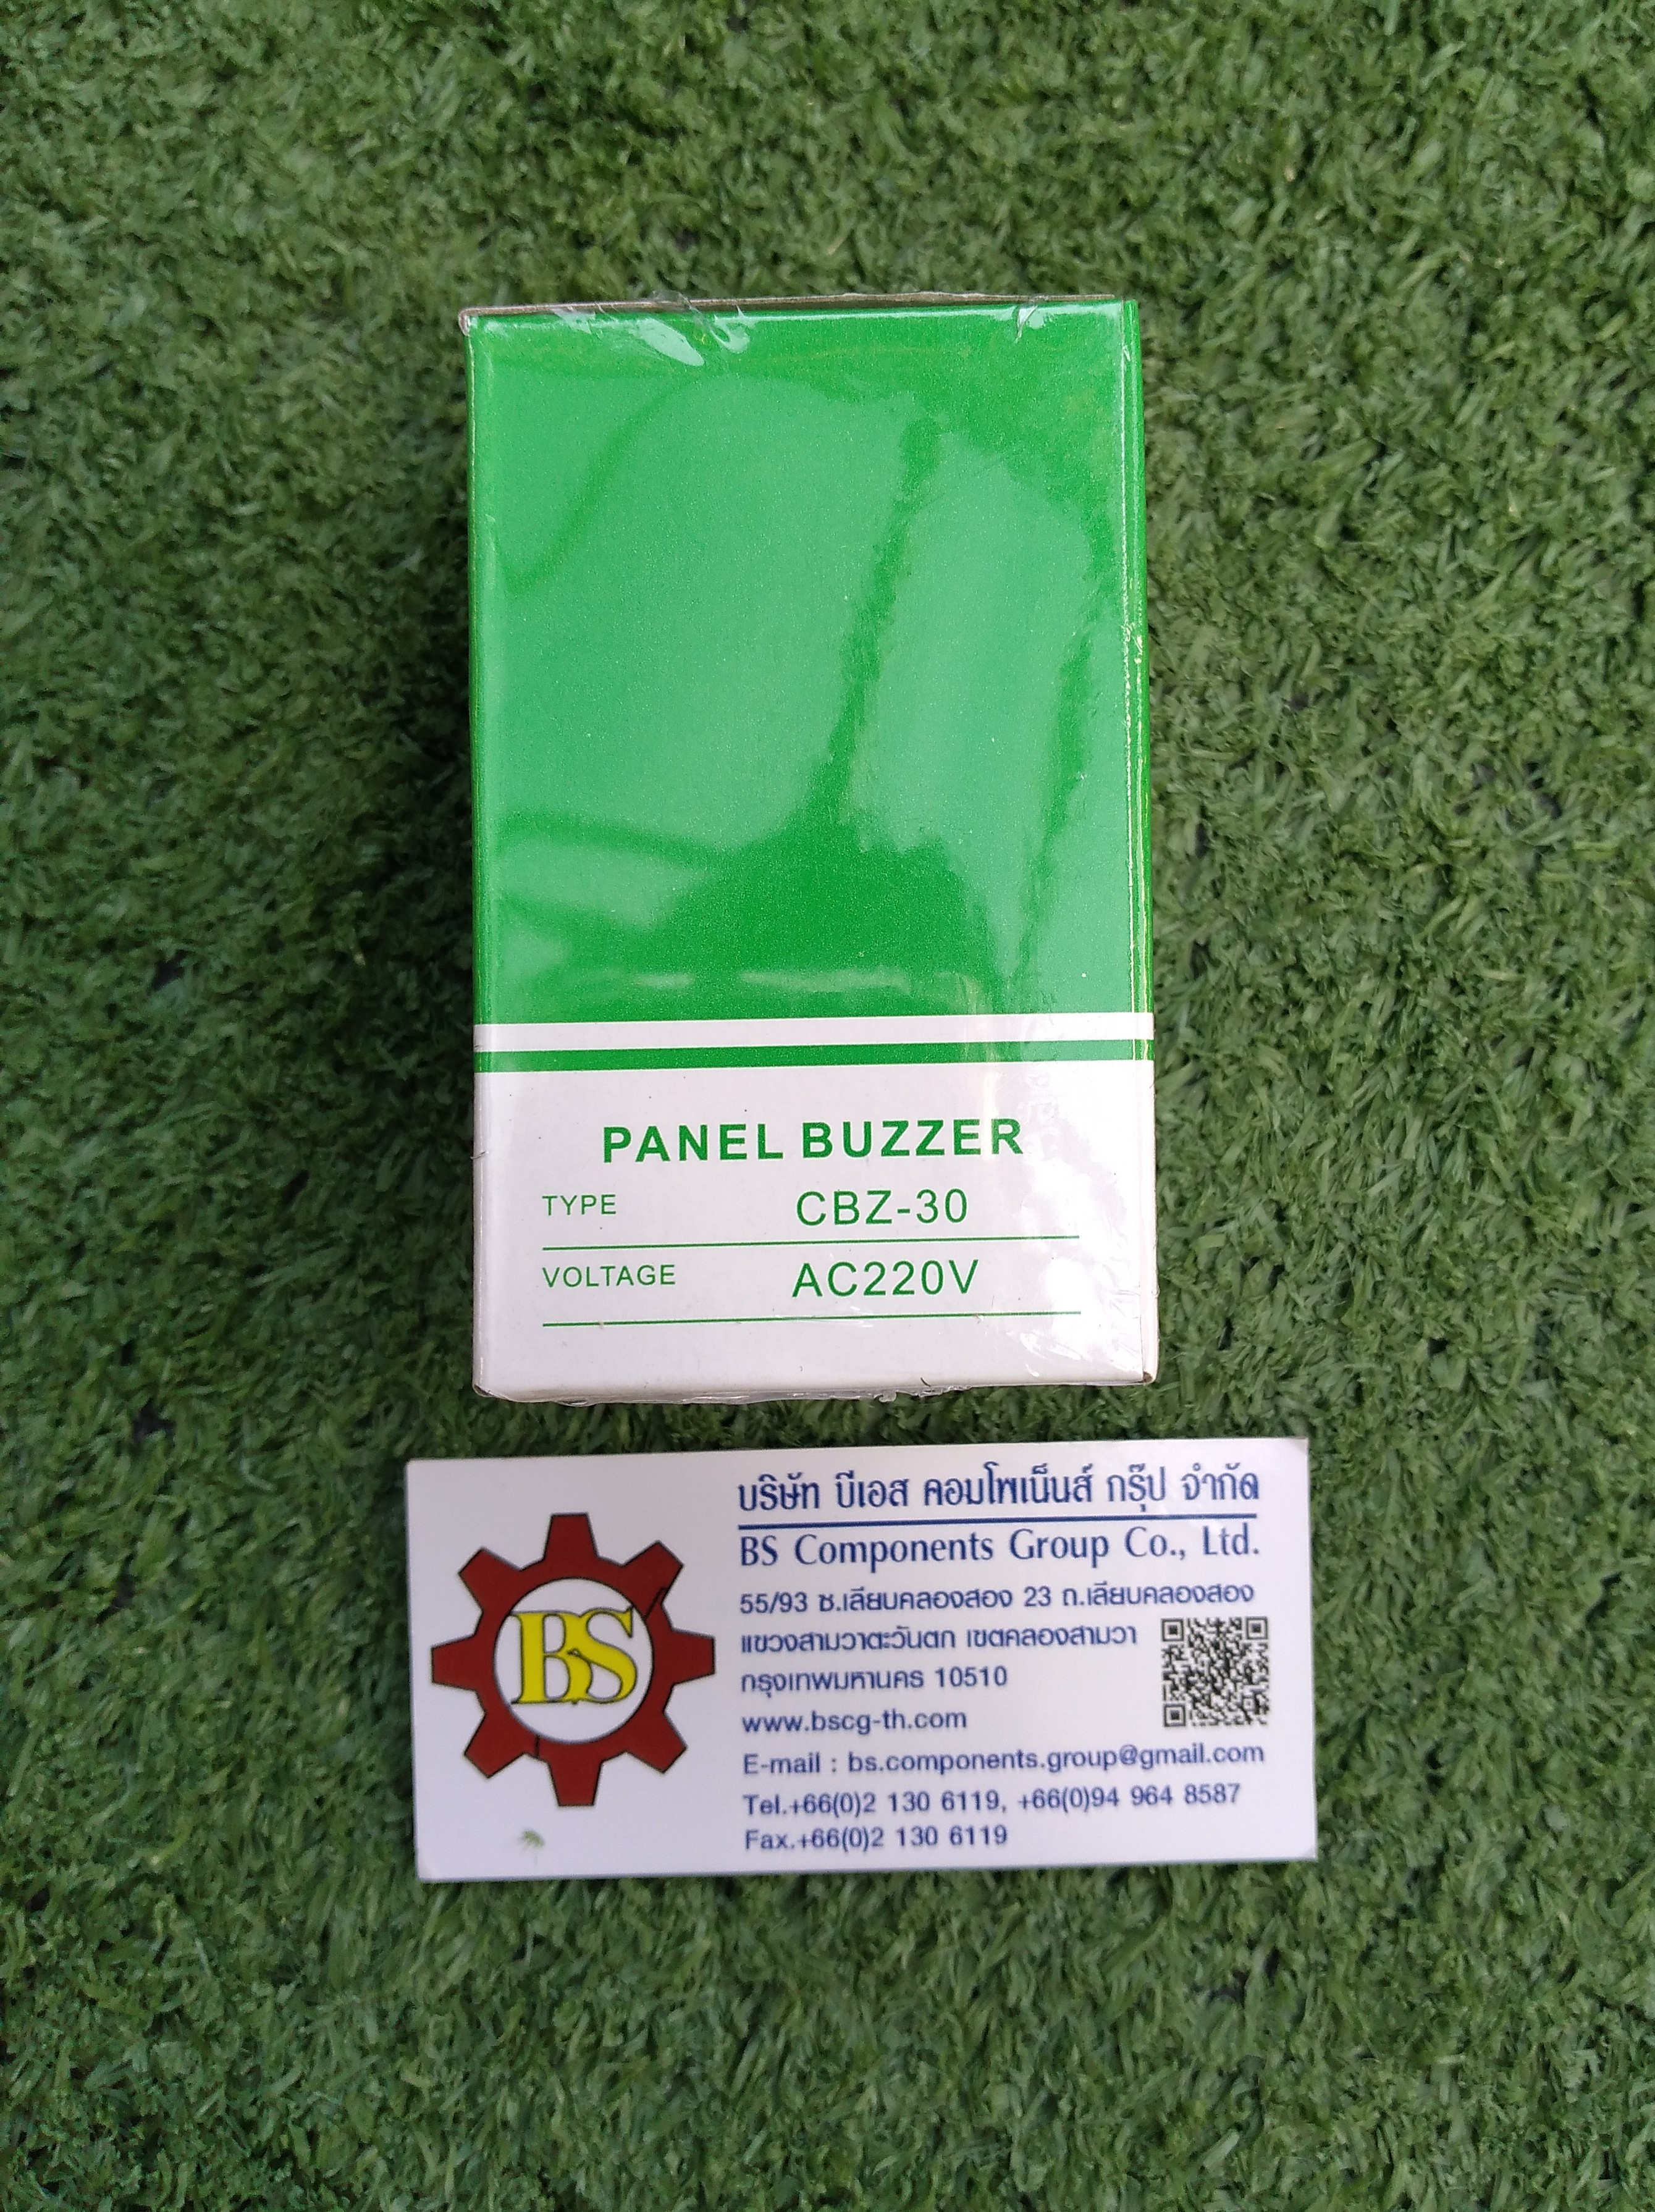 PANEL BUZZER
TYPE CBZ-30
VOLTAGE AC220V
BS
บริษัท บีเอส คอมโพเน็นส์ กรุ๊ป จำกัด
BS Components Group Co., Ltd.
55/93 ซ.เลียบคลองสอง 23 ถ.เลียบคลองสอง
แขวงสามวาตะวันตก เขตคลองสามวา
กรุงเทพมหานคร 10510
www.bscg-th.com
E-mail : bs.components.group@gmail.com
Tel.+66(0)2 130 6119, +66(0)94 964 8587
Fax.+66(0)2 130 6119